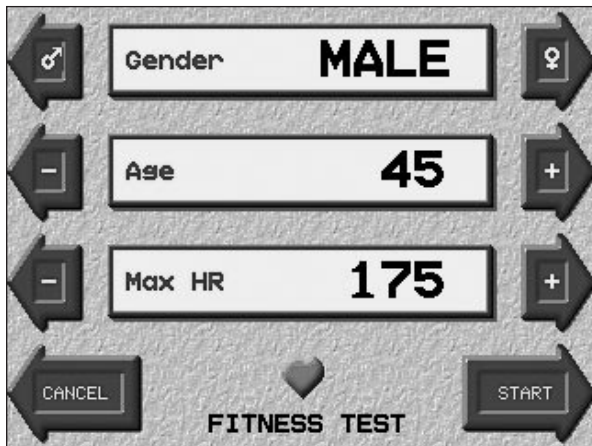 ♂ Gender MALE ♀
- Age 45 +
- Max HR 175 +
CANCEL START
FITNESS TEST